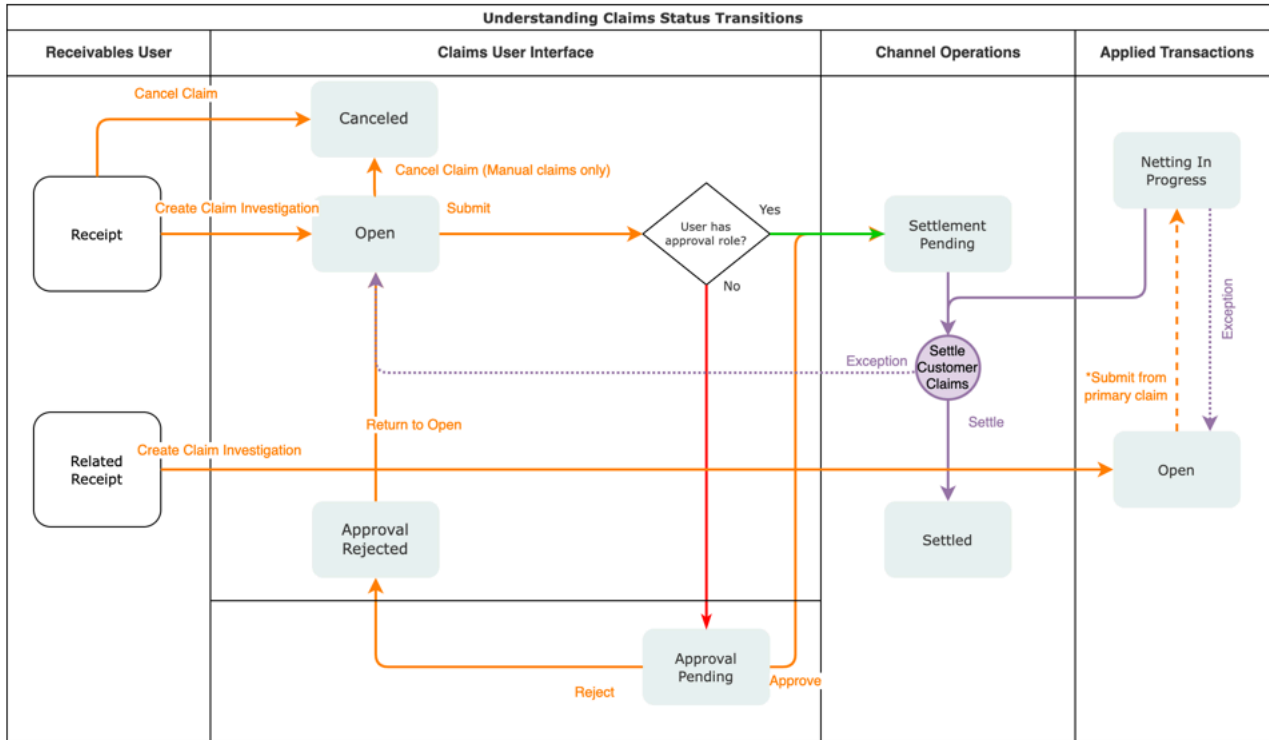 Understanding Claims Status Transitions
Receivables User
Claims User Interface
Channel Operations
Applied Transactions
Cancel Claim
Canceled
Cancel Claim (Manual claims only)
Netting In
Progress
Receipt
Create Claim Investigation
Open
Submit
User has
approval role?
Yes
No
Settlement
Pending
Exception
Settle
Customer
Claims
Exception
*Submit from
primary claim
Return to Open
Settle
Related
Receipt
Create Claim Investigation
Open
Approval
Rejected
Settled
Approval
Pending
Reject
Approve